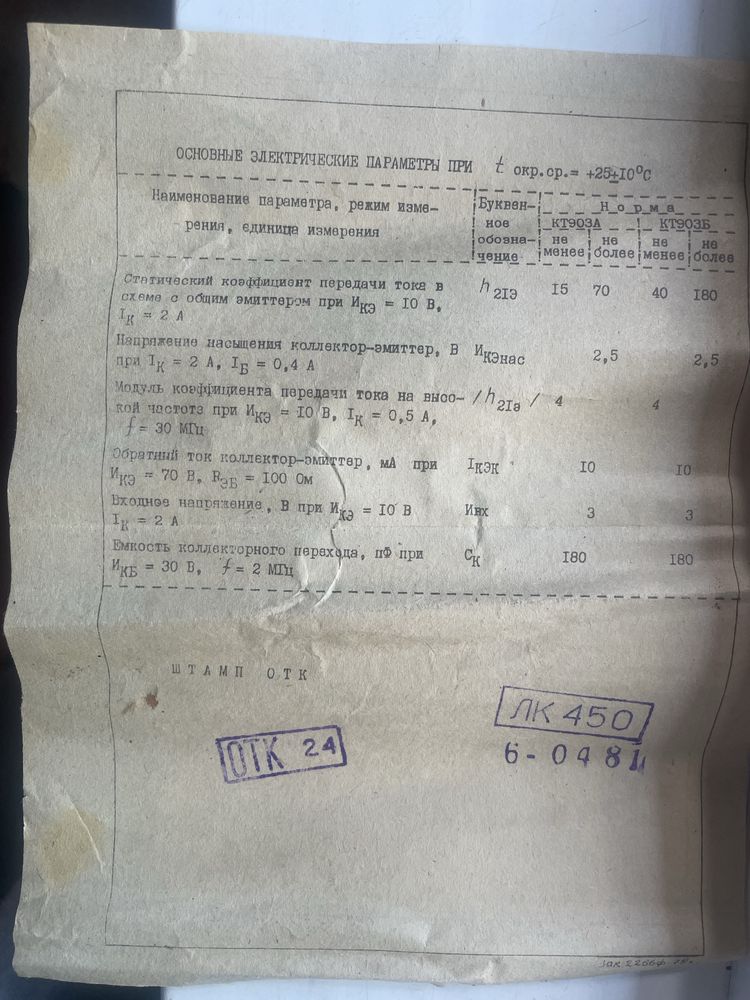 ОСНОВНЫЕ ЭЛЕКТРИЧЕСКИЕ ПАРАМЕТРЫ ПРИ t окр.ср.= +25±10°С
Наименование параметра, режим изме-
рения, единица измерения
Буквен-
ное
обозна-
чение
Н о р м а
КТ903А КТ903Б
не менее не более не менее не более
Статический коэффициент передачи тока в
схеме с общим эмиттером при ИКЭ = 10 В,
IК = 2 А
h21Э 15 70 40 180
Напряжение насыщения коллектор-эмиттер, В ИКЭнас
при IК = 2 А, IБ = 0,4 А 2,5 2,5
Модуль коэффициента передачи тока на высо- /h21э/ 4 4
кой частоте при ИКЭ = 10 В, IК = 0,5 А,
f = 30 МГц
Обратный ток коллектор-эмиттер, мА при IКЭК 10 10
ИКЭ = 70 В, RЭБ = 100 Ом
Входное напряжение, В при ИКЭ = 10 В Ивх 3 3
IК = 2 А
Емкость коллекторного перехода, пФ при СК 180 180
ИКБ = 30 В, f = 2 МГц
ШТАМП ОТК
ОТК 24
ЛК 450
6-0481